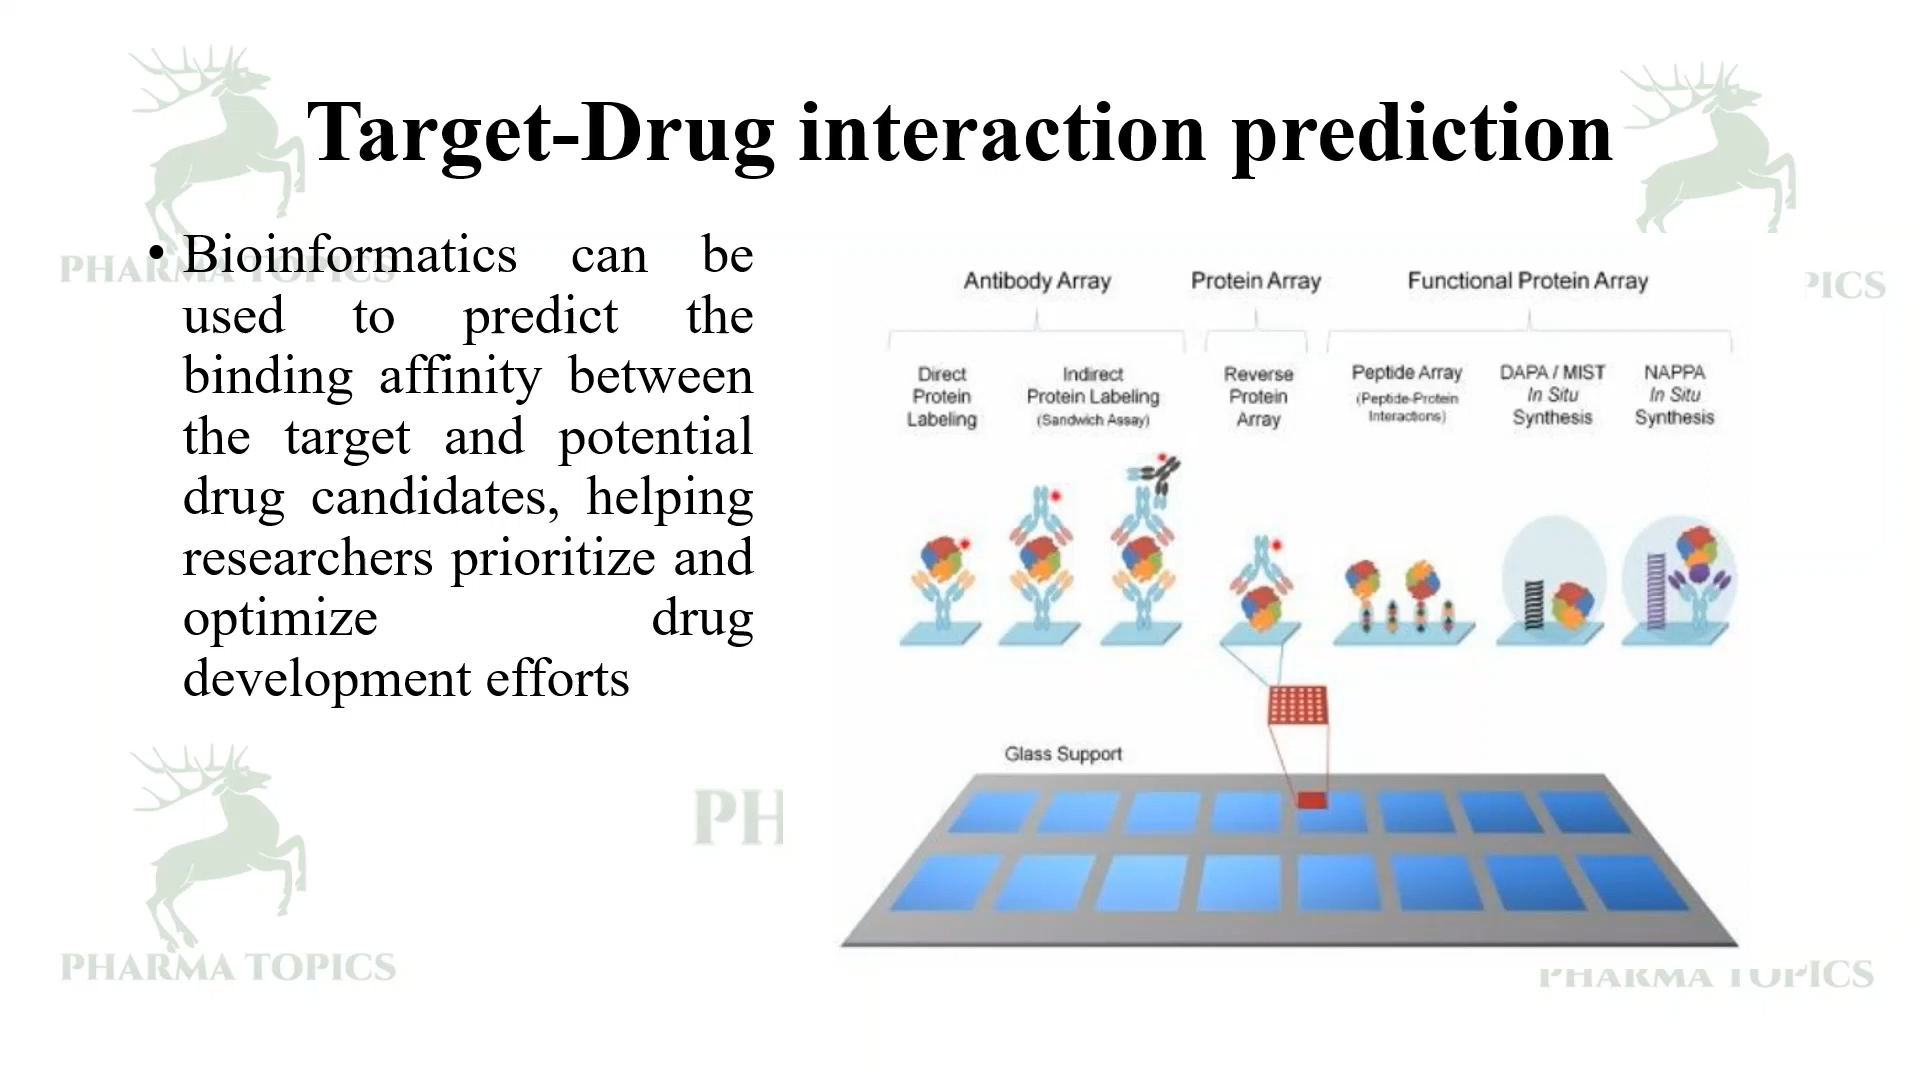 Target-Drug interaction prediction
• Bioinformatics can be
used to predict the
binding affinity between
the target and potential
drug candidates, helping
researchers prioritize and
optimize drug
development efforts
Antibody Array
Protein Array
Functional Protein Array
Direct
Protein
Labeling
Indirect
Protein Labeling
(Sandwich Assay)
Reverse
Protein
Array
Peptide Array
(Peptide-Protein
Interactions)
DAPA / MIST
In Situ
Synthesis
NAPPA
In Situ
Synthesis
Glass Support
PHARMA TOPICS
PICS
PH
PHARMA TOPICS
PHARMA TOPICS